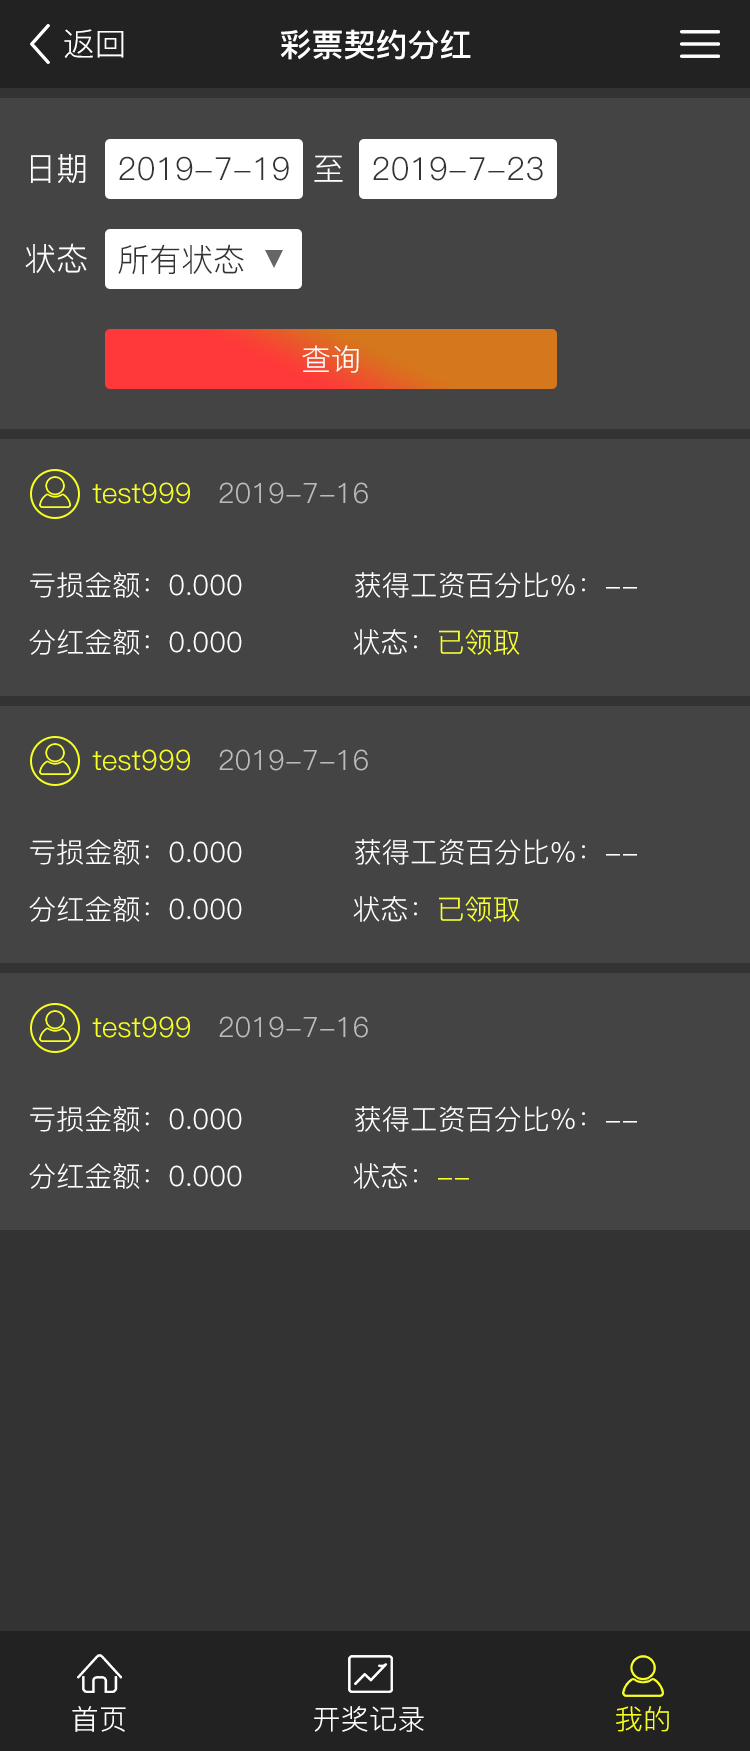 返回 彩票契约分红
日期 2019-7-19 至 2019-7-23
状态 所有状态 ▼
查询
test999 2019-7-16
亏损金额：0.000 获得工资百分比%：--
分红金额：0.000 状态：已领取
test999 2019-7-16
亏损金额：0.000 获得工资百分比%：--
分红金额：0.000 状态：已领取
test999 2019-7-16
亏损金额：0.000 获得工资百分比%：--
分红金额：0.000 状态：--
首页 开奖记录 我的